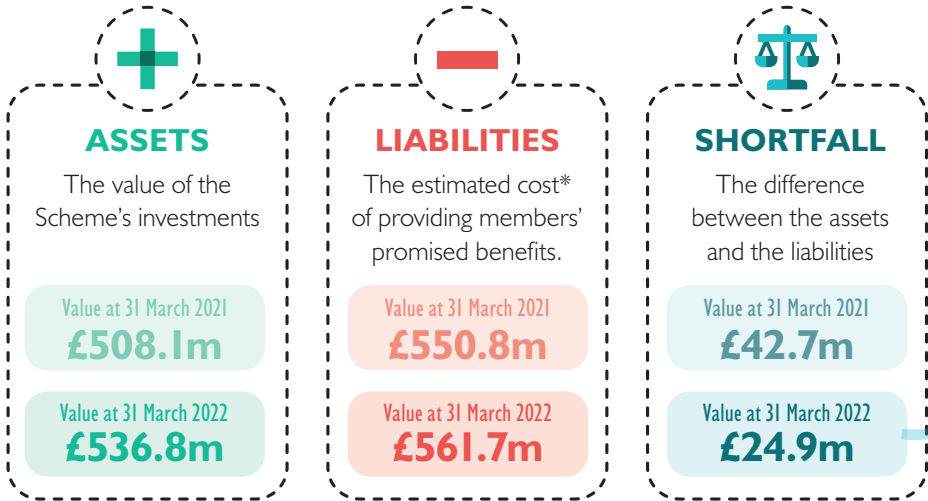 ASSETS
The value of the
Scheme's investments
Value at 31 March 2021
£508.1m
Value at 31 March 2022
£536.8m
LIABILITIES
The estimated cost*
of providing members'
promised benefits.
Value at 31 March 2021
£550.8m
Value at 31 March 2022
£561.7m
SHORTFALL
The difference
between the assets
and the liabilities
Value at 31 March 2021
£42.7m
Value at 31 March 2022
£24.9m